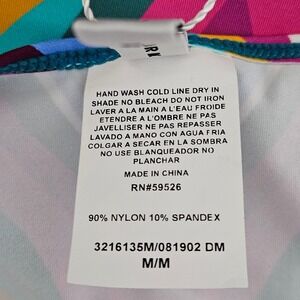 HAND WASH COLD LINE DRY IN
SHADE NO BLEACH DO NOT IRON
LAVER A LA MAIN A L'EAU FROIDE
ETENDRE A L'OMBRE NE PAS
JAVELLISER NE PAS REPASSER
LAVADO A MANO CON AGUA FRIA
COLGAR A SECAR EN LA SOMBRA
NO USE BLANQUEADOR NO
PLANCHAR
MADE IN CHINA
RN#59526
90% NYLON 10% SPANDEX
3216135M/081902 DM
M/M